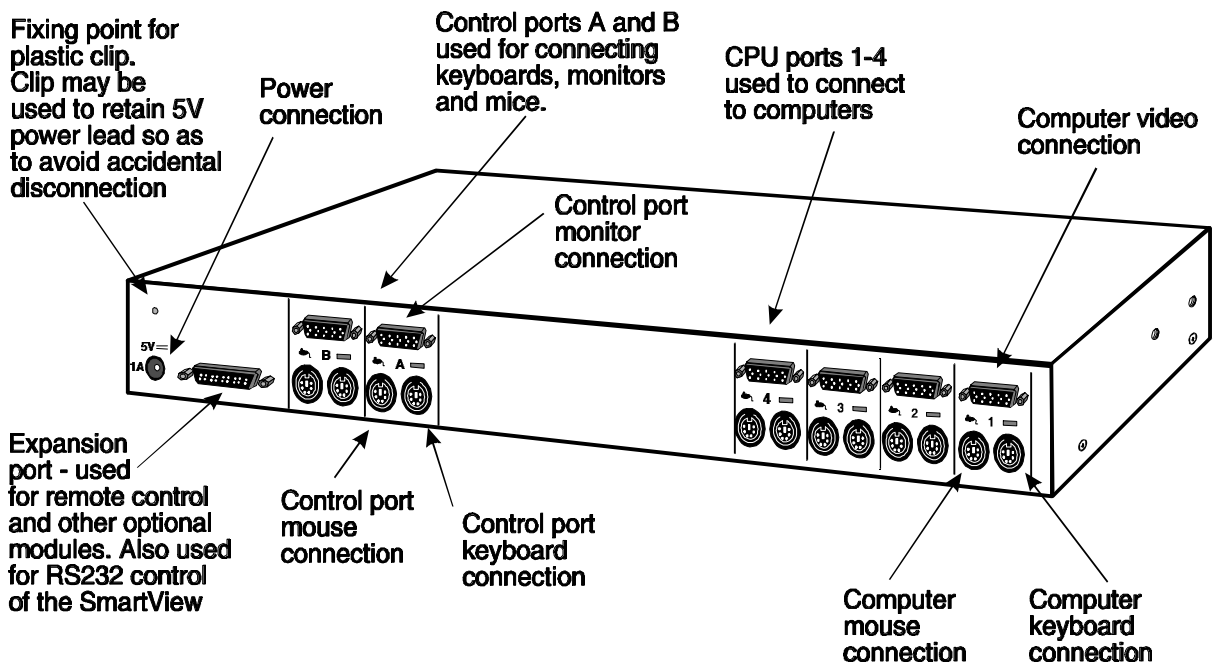 Fixing point for
plastic clip.
Clip may be
used to retain 5V
power lead so as
to avoid accidental
disconnection
Power
connection
Control ports A and B
used for connecting
keyboards, monitors
and mice.
CPU ports 1-4
used to connect
to computers
Computer video
connection
Control port
monitor
connection
5V
1A
B
A
4
3
2
1
Expansion
port - used
for remote control
and other optional
modules. Also used
for RS232 control
of the SmartView
Control port
mouse
connection
Control port
keyboard
connection
Computer
mouse
connection
Computer
keyboard
connection